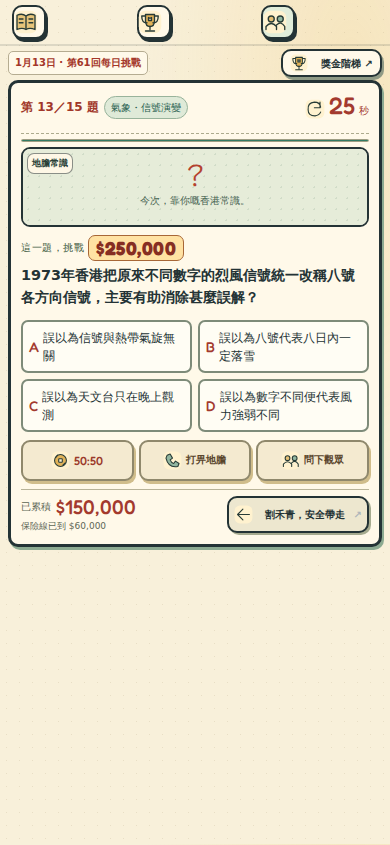 1月13日 · 第61回每日挑戰
獎金階梯 ↗
第 13／15 題
氣象 · 信號演變
25 秒
地膽常識
?
今次，靠你嘅香港常識。
這一題，挑戰 $250,000
1973年香港把原來不同數字的烈風信號統一改稱八號
各方向信號，主要有助消除甚麼誤解？
A 誤以為信號與熱帶氣旋無
關
B 誤以為八號代表八日內一
定落雪
C 誤以為天文台只在晚上觀
測
D 誤以為數字不同便代表風
力強弱不同
50:50
打畀地膽
問下觀眾
已累積 $150,000
保險線已到 $60,000
割禾青，安全帶走 ↗